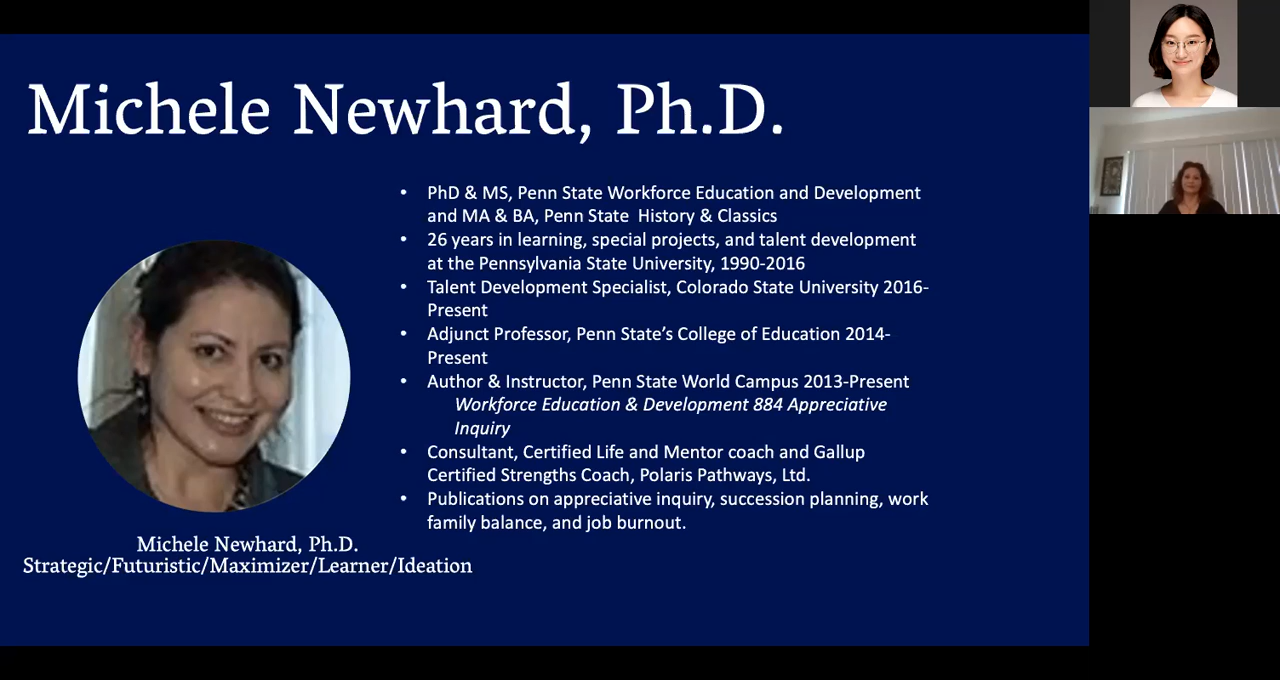 Michele Newhard, Ph.D.
• PhD & MS, Penn State Workforce Education and Development
and MA & BA, Penn State History & Classics
• 26 years in learning, special projects, and talent development
at the Pennsylvania State University, 1990-2016
• Talent Development Specialist, Colorado State University 2016-
Present
• Adjunct Professor, Penn State’s College of Education 2014-
Present
• Author & Instructor, Penn State World Campus 2013-Present
Workforce Education & Development 884 Appreciative
Inquiry
• Consultant, Certified Life and Mentor coach and Gallup
Certified Strengths Coach, Polaris Pathways, Ltd.
• Publications on appreciative inquiry, succession planning, work
family balance, and job burnout.
Michele Newhard, Ph.D.
Strategic/Futuristic/Maximizer/Learner/Ideation